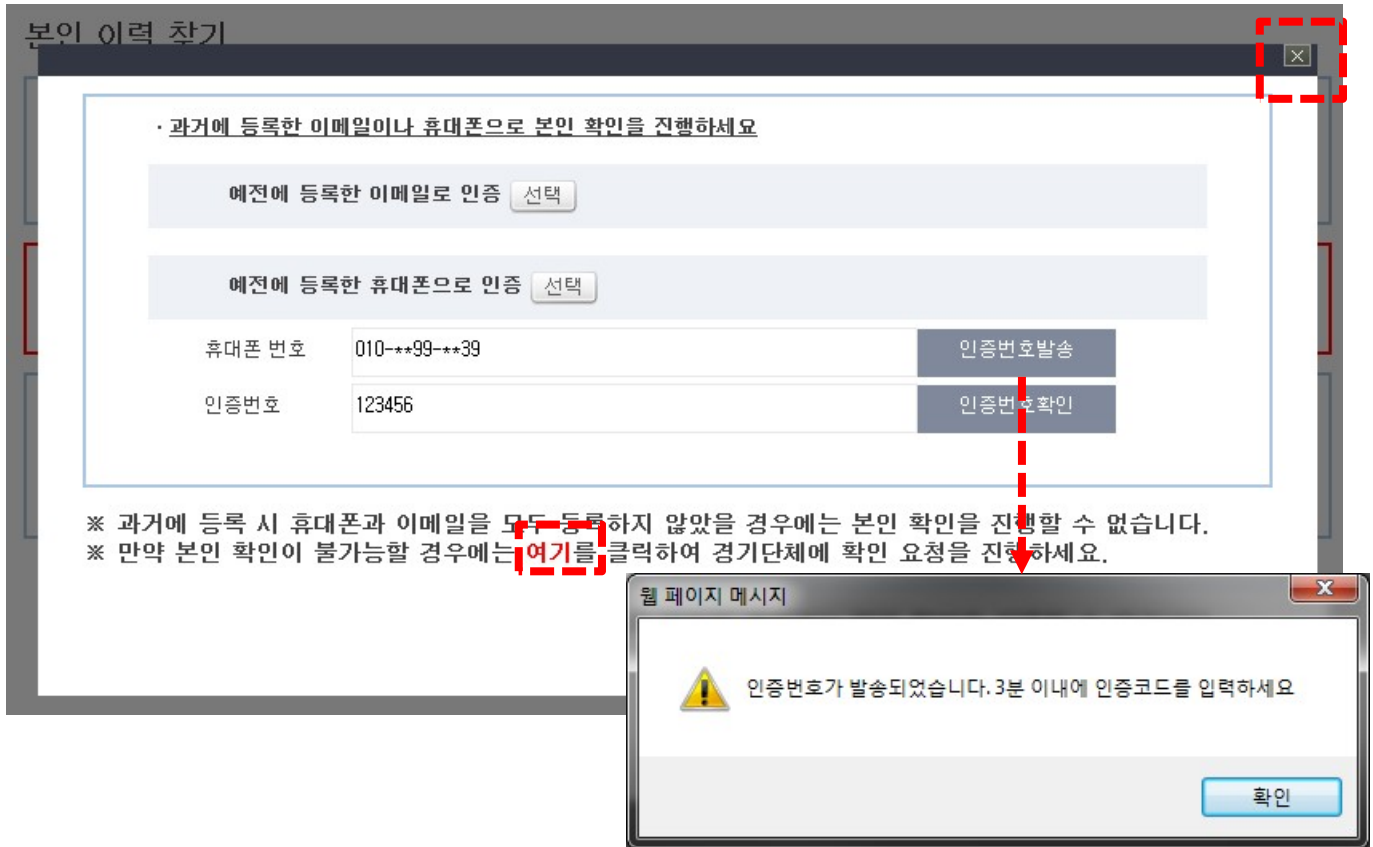 본인 이력 찾기
· 과거에 등록한 이메일이나 휴대폰으로 본인 확인을 진행하세요
예전에 등록한 이메일로 인증 선택
예전에 등록한 휴대폰으로 인증 선택
휴대폰 번호 010-**99-**39 인증번호발송
인증번호 123456 인증번호확인
※ 과거에 등록 시 휴대폰과 이메일을 모두 등록하지 않았을 경우에는 본인 확인을 진행할 수 없습니다.
※ 만약 본인 확인이 불가능할 경우에는 여기를 클릭하여 경기단체에 확인 요청을 진행하세요.
웹 페이지 메시지
인증번호가 발송되었습니다. 3분 이내에 인증코드를 입력하세요
확인